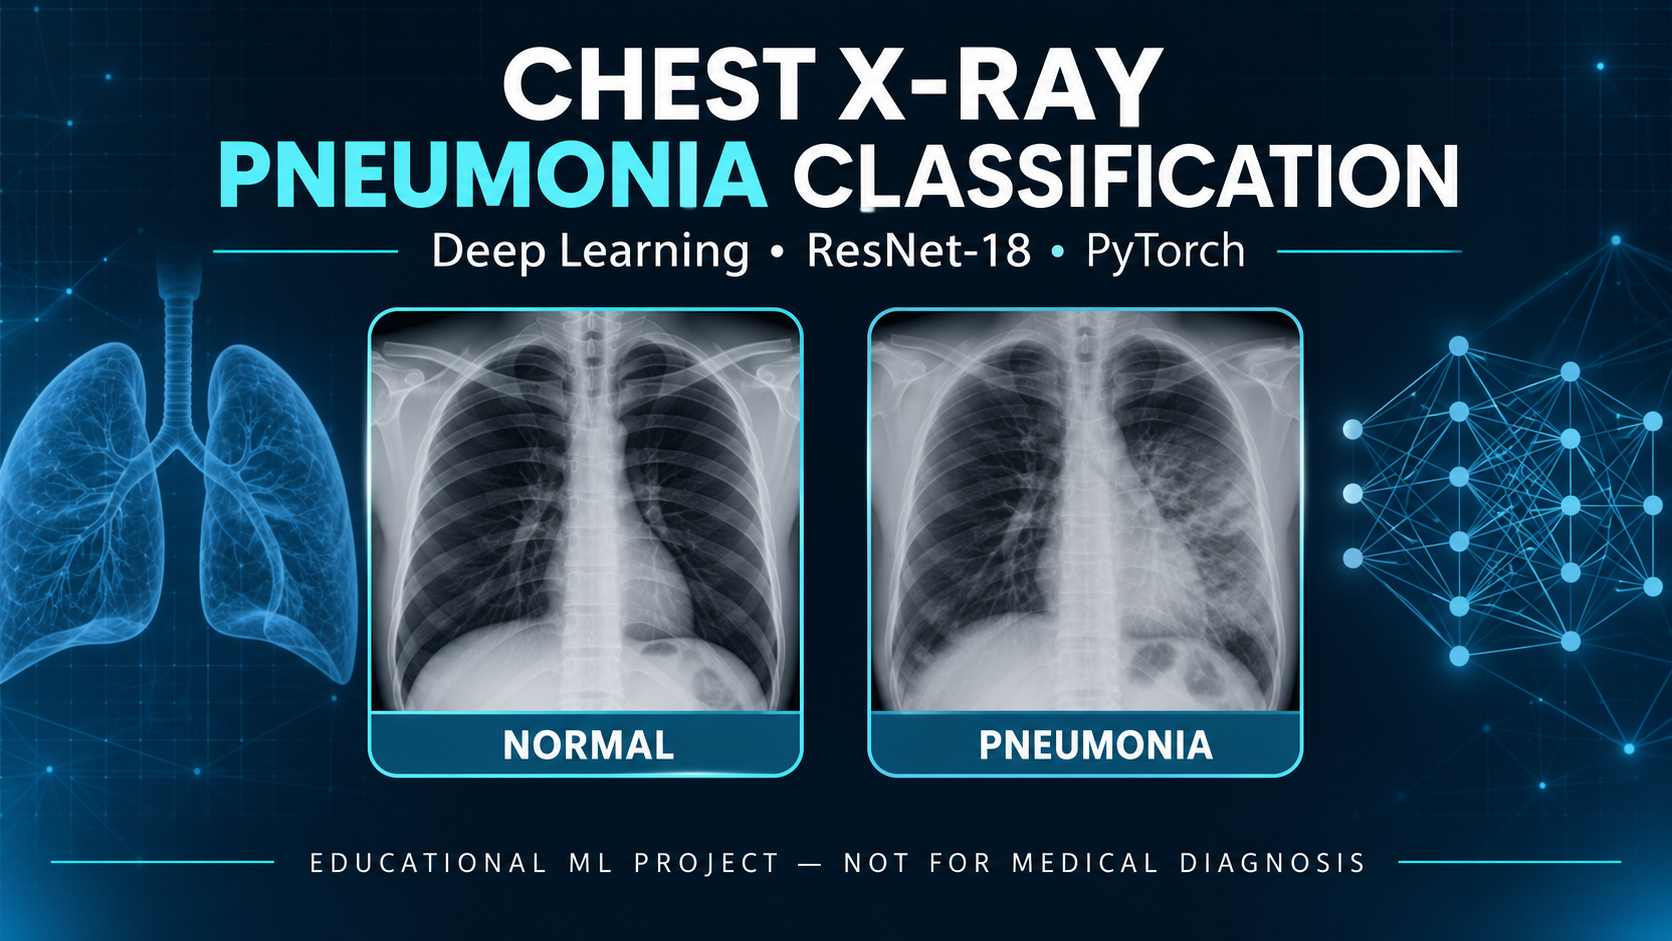 CHEST X-RAY
PNEUMONIA CLASSIFICATION
Deep Learning • ResNet-18 • PyTorch
NORMAL
PNEUMONIA
EDUCATIONAL ML PROJECT — NOT FOR MEDICAL DIAGNOSIS